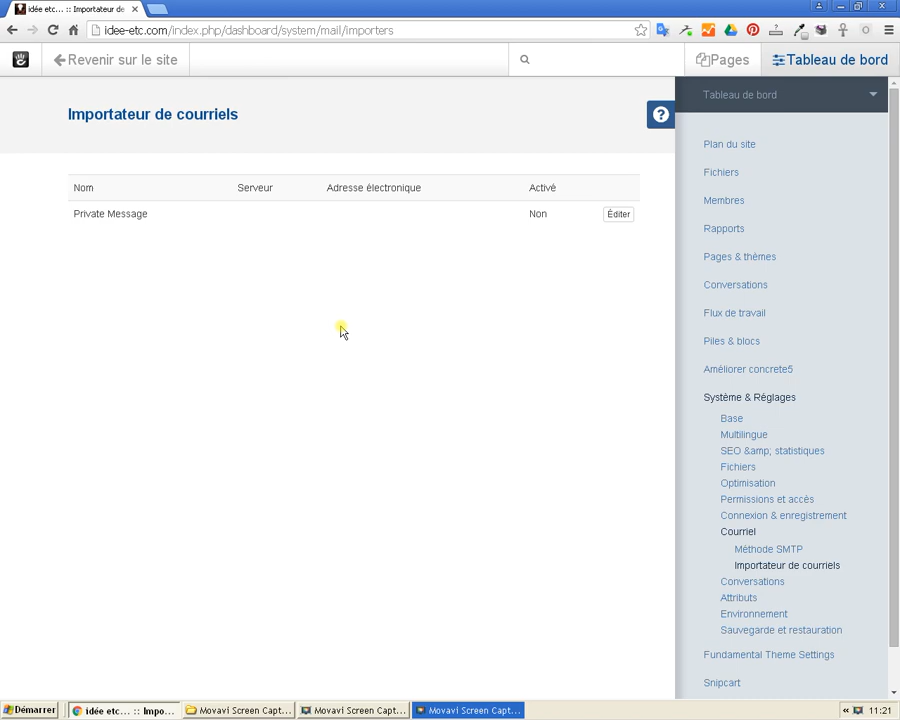 idée etc... :: Importateur de
idee-etc.com/index.php/dashboard/system/mail/importers
Revenir sur le site
Pages
Tableau de bord
Importateur de courriels
?
Tableau de bord
Nom Serveur Adresse électronique Activé
Private Message Non Éditer
Plan du site
Fichiers
Membres
Rapports
Pages & thèmes
Conversations
Flux de travail
Piles & blocs
Améliorer concrete5
Système & Réglages
Base
Multilingue
SEO &amp; statistiques
Fichiers
Optimisation
Permissions et accès
Connexion & enregistrement
Courriel
Méthode SMTP
Importateur de courriels
Conversations
Attributs
Environnement
Sauvegarde et restauration
Fundamental Theme Settings
Snipcart
Démarrer
idée etc... :: Impo...
Movavi Screen Capt...
Movavi Screen Capt...
Movavi Screen Capt...
11:21